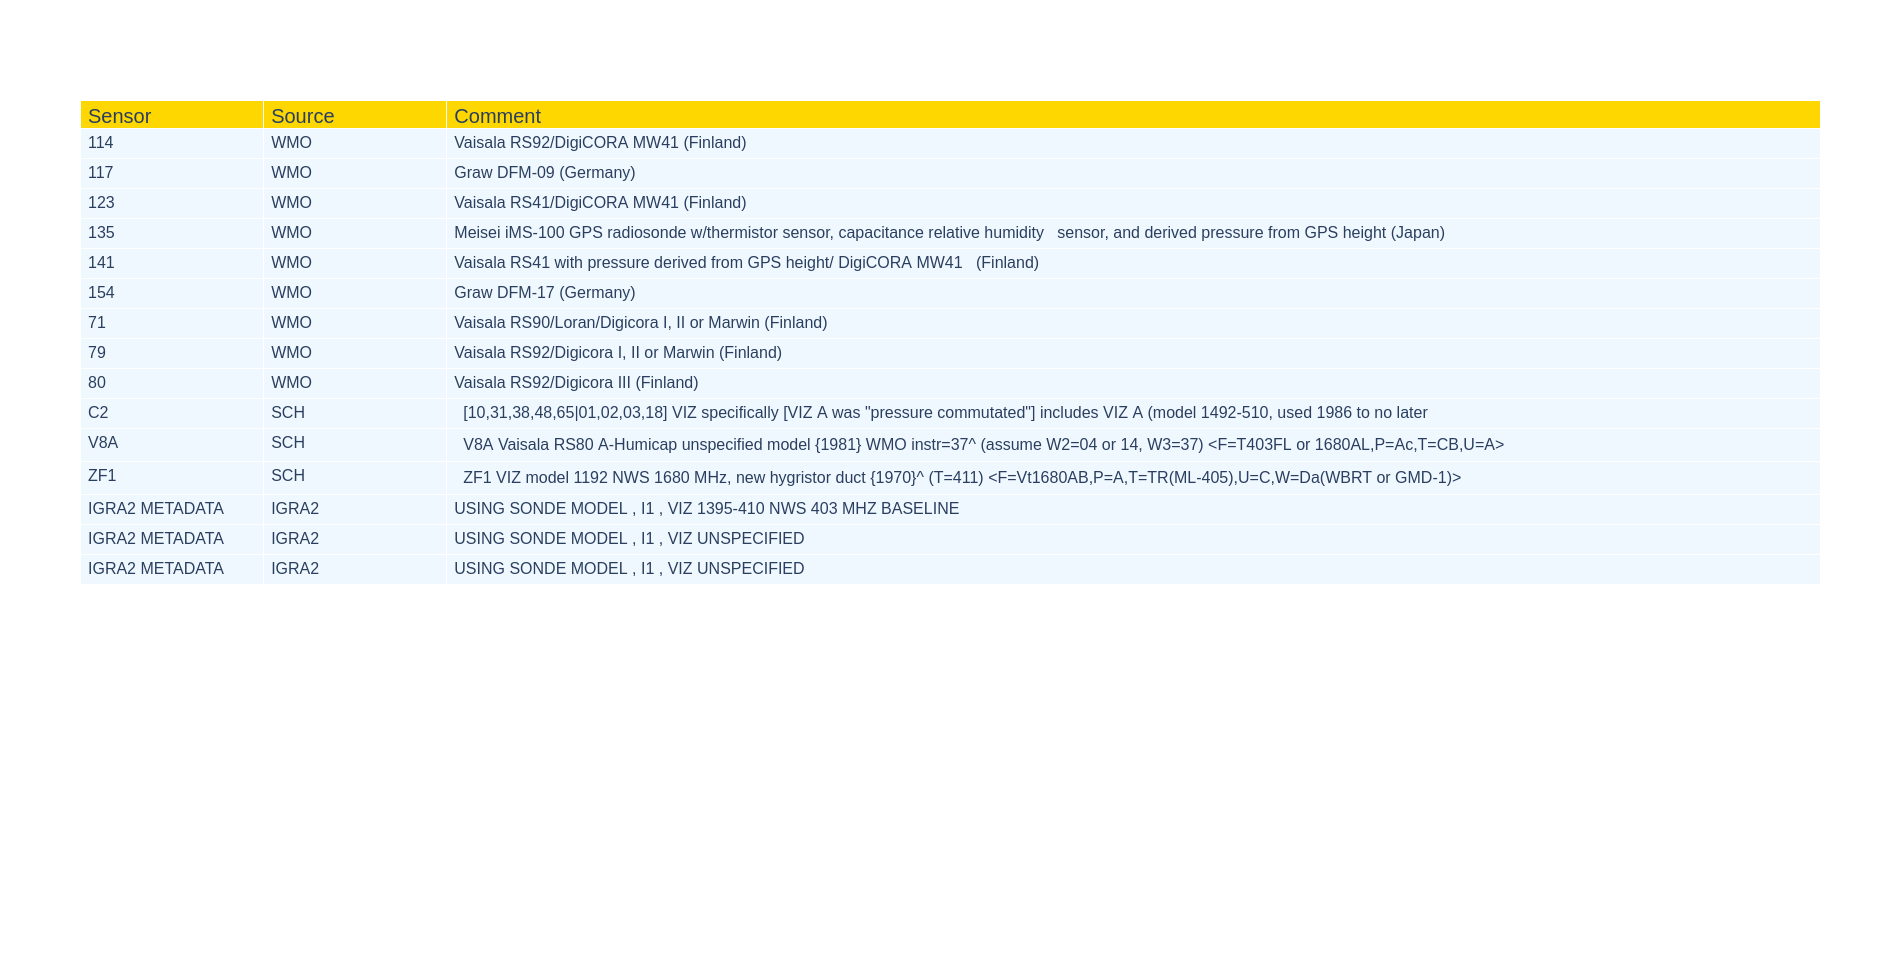 Sensor Source Comment
114 WMO Vaisala RS92/DigiCORA MW41 (Finland)
117 WMO Graw DFM-09 (Germany)
123 WMO Vaisala RS41/DigiCORA MW41 (Finland)
135 WMO Meisei iMS-100 GPS radiosonde w/thermistor sensor, capacitance relative humidity   sensor, and derived pressure from GPS height (Japan)
141 WMO Vaisala RS41 with pressure derived from GPS height/ DigiCORA MW41   (Finland)
154 WMO Graw DFM-17 (Germany)
71 WMO Vaisala RS90/Loran/Digicora I, II or Marwin (Finland)
79 WMO Vaisala RS92/Digicora I, II or Marwin (Finland)
80 WMO Vaisala RS92/Digicora III (Finland)
C2 SCH [10,31,38,48,65|01,02,03,18] VIZ specifically [VIZ A was "pressure commutated"] includes VIZ A (model 1492-510, used 1986 to no later
V8A SCH V8A Vaisala RS80 A-Humicap unspecified model {1981} WMO instr=37^ (assume W2=04 or 14, W3=37) <F=T403FL or 1680AL,P=Ac,T=CB,U=A>
ZF1 SCH ZF1 VIZ model 1192 NWS 1680 MHz, new hygristor duct {1970}^ (T=411) <F=Vt1680AB,P=A,T=TR(ML-405),U=C,W=Da(WBRT or GMD-1)>
IGRA2 METADATA IGRA2 USING SONDE MODEL , I1 , VIZ 1395-410 NWS 403 MHZ BASELINE
IGRA2 METADATA IGRA2 USING SONDE MODEL , I1 , VIZ UNSPECIFIED
IGRA2 METADATA IGRA2 USING SONDE MODEL , I1 , VIZ UNSPECIFIED